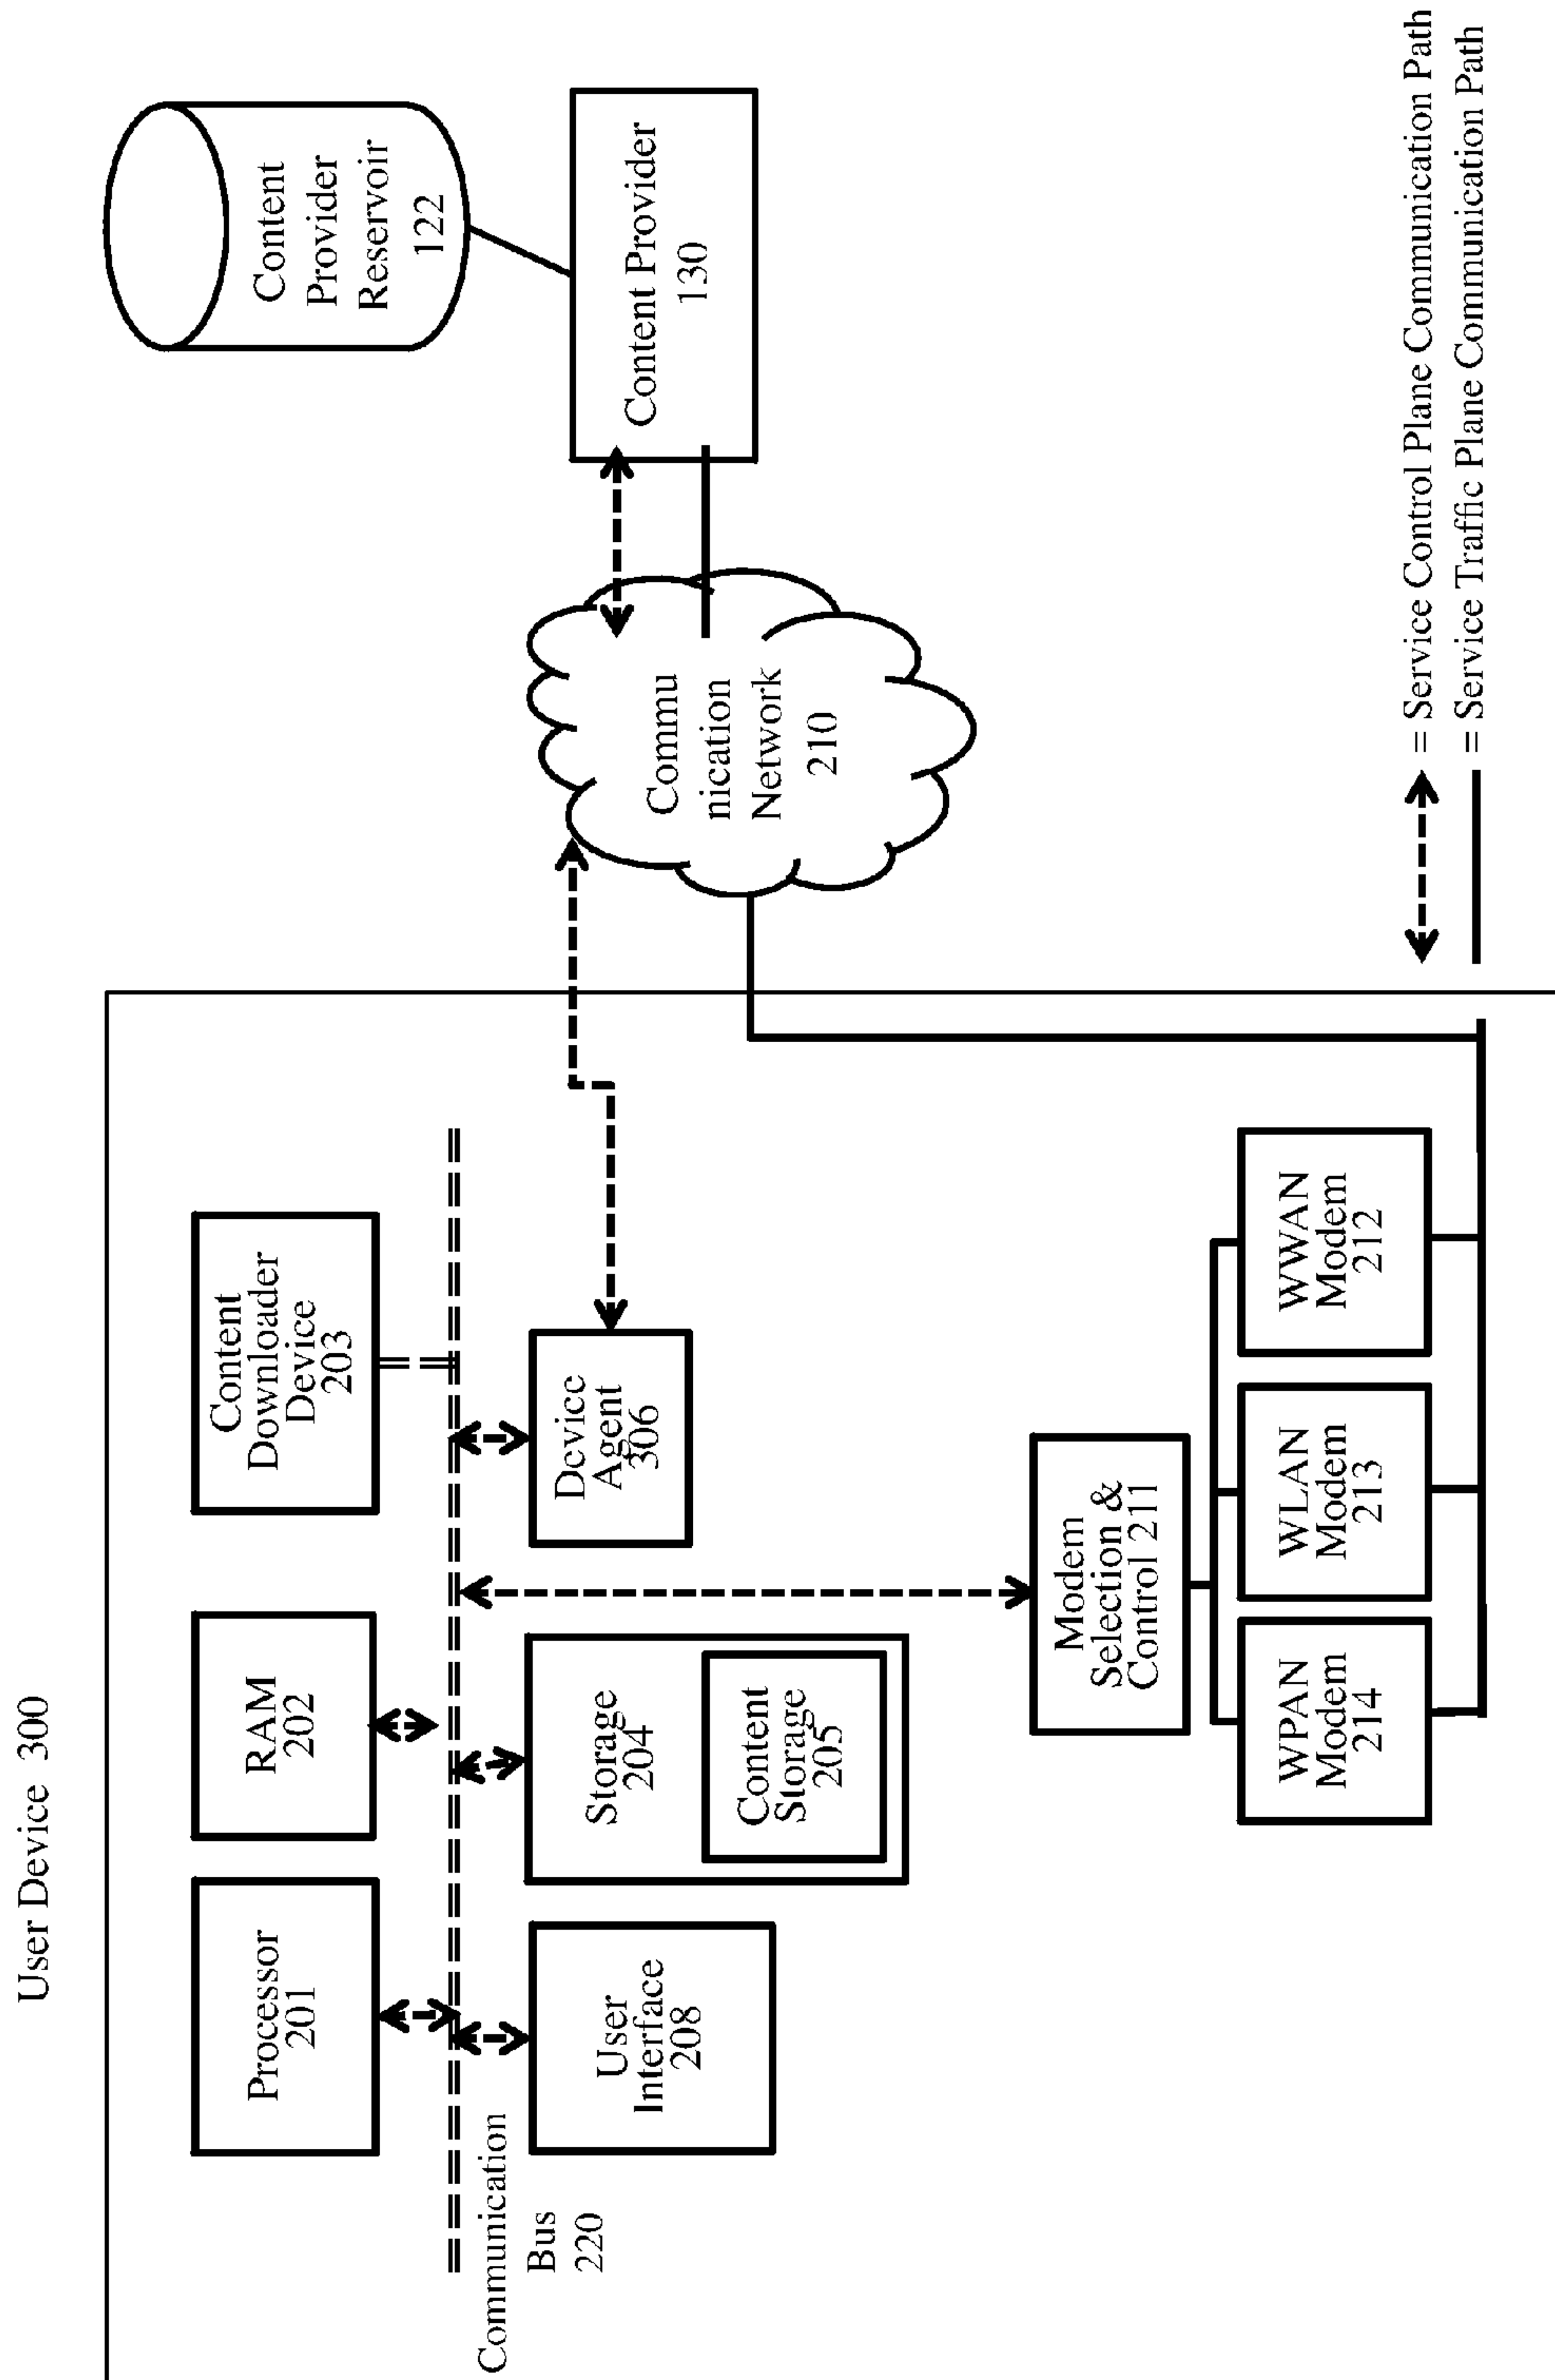 User Device 300
Processor
201
RAM
202
Content
Downloader
Device
203
Content
Provider
Reservoir
122
Communication
Bus
220
User
Interface
208
Storage
204
Content
Storage
205
Device
Agent
306
Commu
nication
Network
210
Content Provider
130
Modem
Selection &
Control 211
WPAN
Modem
214
WLAN
Modem
213
WWAN
Modem
212
= Service Control Plane Communication Path
= Service Traffic Plane Communication Path